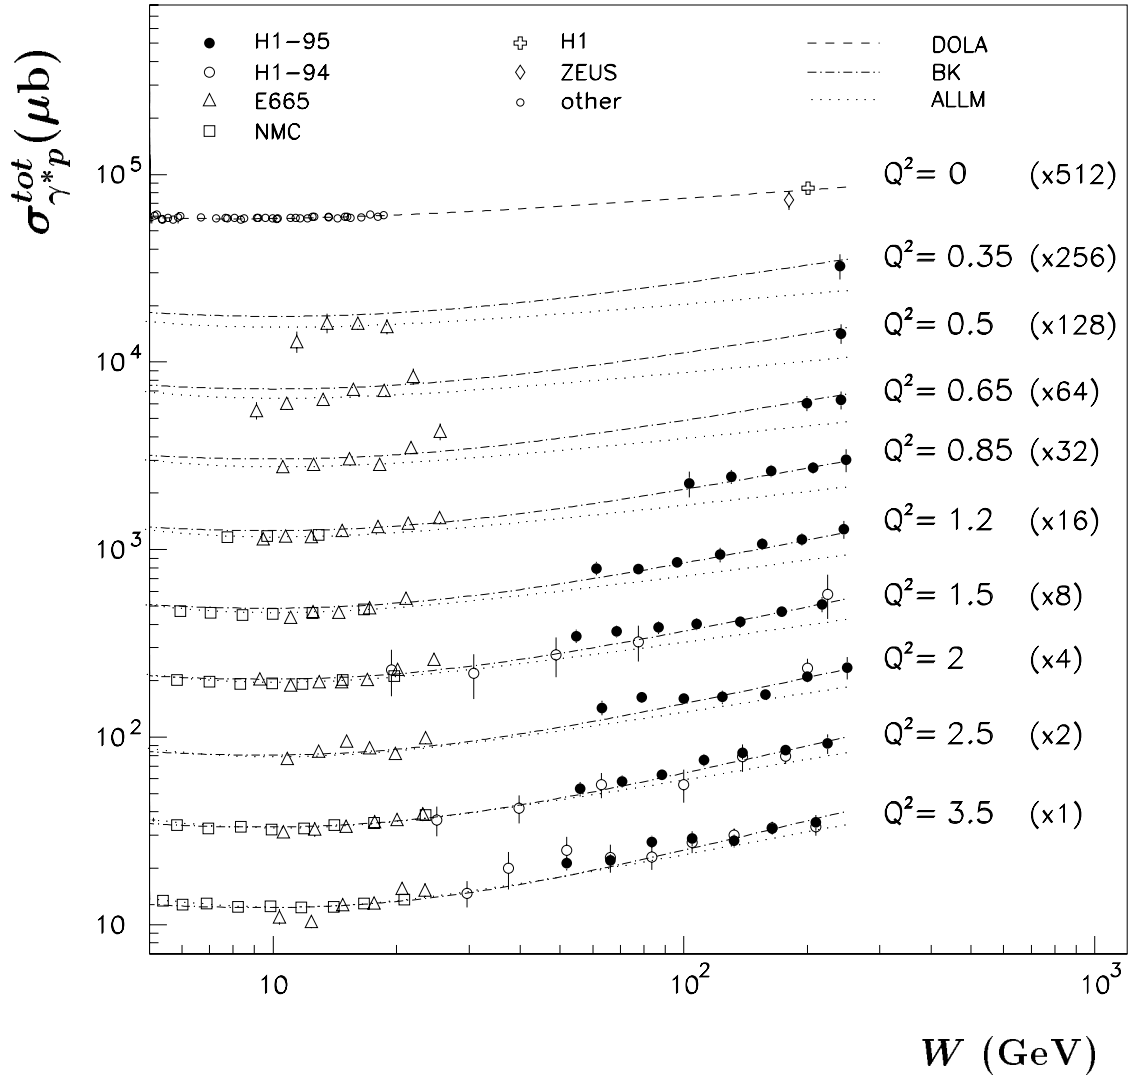 H1-95 H1 DOLA
H1-94 ZEUS BK
E665 other ALLM
NMC
σ^{tot}_{γ*p} (μb)
10^5
10^4
10^3
10^2
10
Q² = 0 (x512)
Q² = 0.35 (x256)
Q² = 0.5 (x128)
Q² = 0.65 (x64)
Q² = 0.85 (x32)
Q² = 1.2 (x16)
Q² = 1.5 (x8)
Q² = 2 (x4)
Q² = 2.5 (x2)
Q² = 3.5 (x1)
10 10^2 10^3
W (GeV)